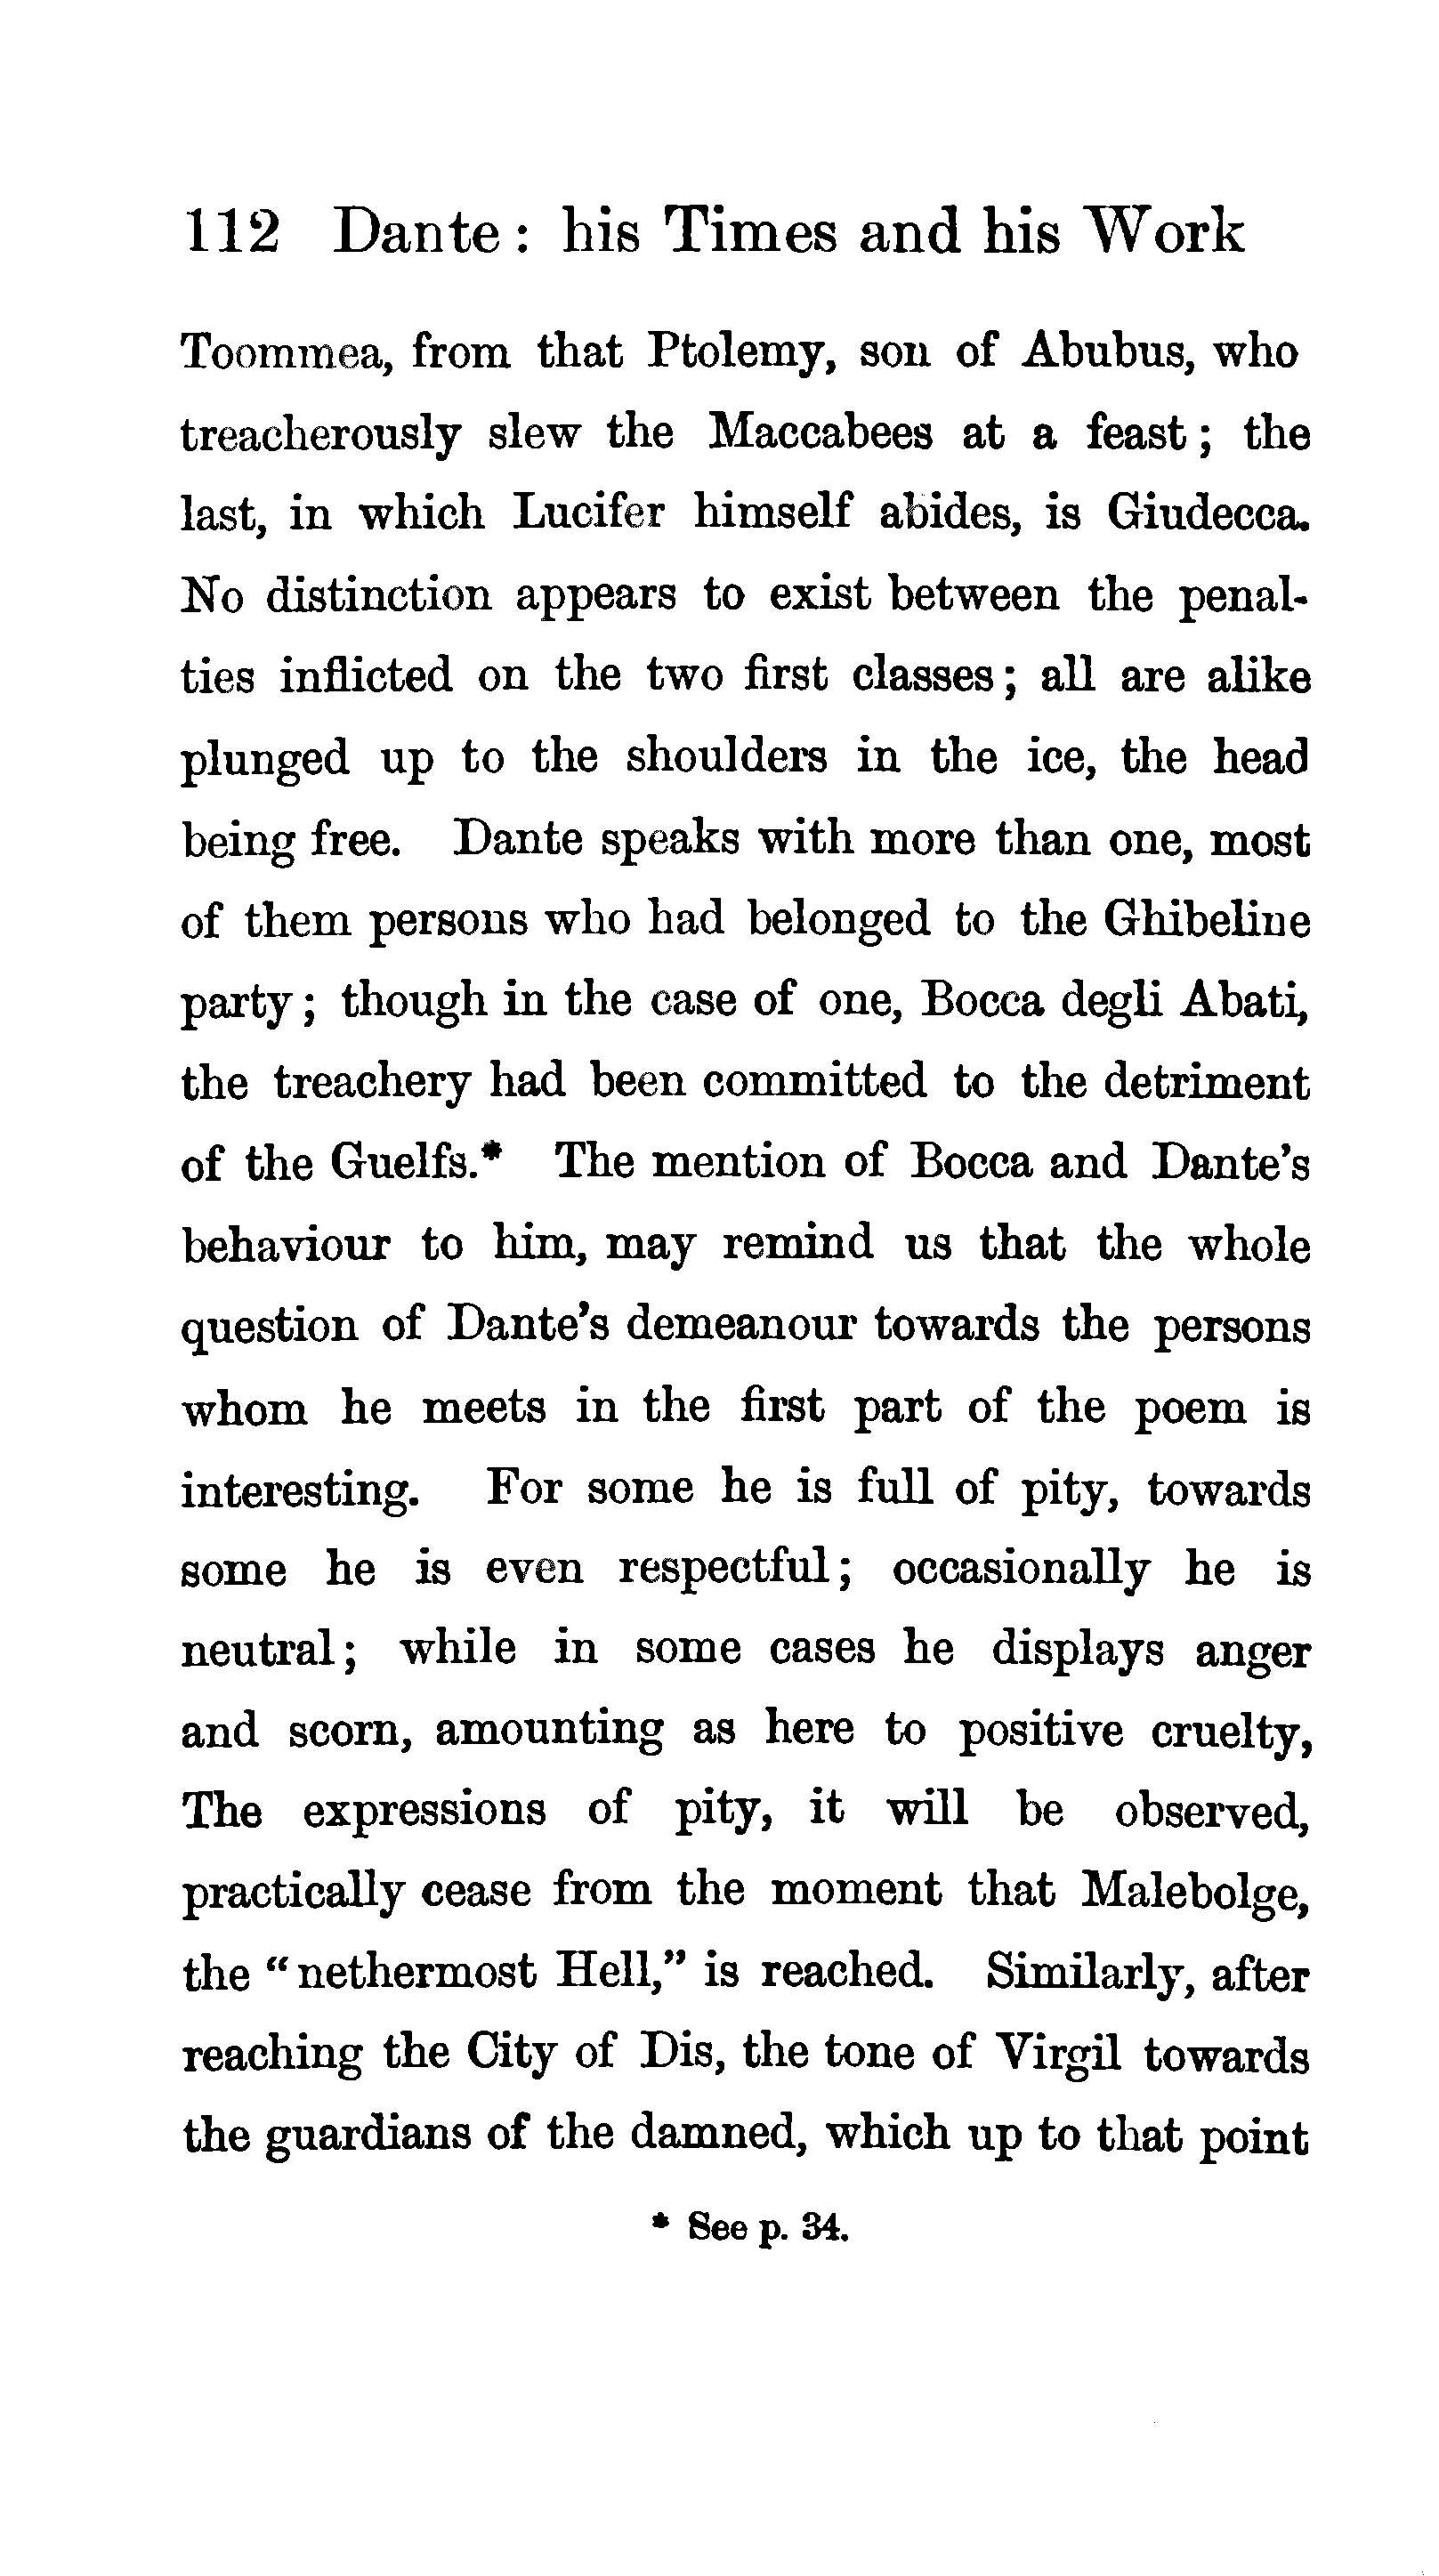 112 Dante : his Times and his Work
Toommea, from that Ptolemy, son of Abubus, who
treacherously slew the Maccabees at a feast ; the
last, in which Lucifer himself abides, is Giudecca.
No distinction appears to exist between the penal-
ties inflicted on the two first classes ; all are alike
plunged up to the shoulders in the ice, the head
being free. Dante speaks with more than one, most
of them persons who had belonged to the Ghibeline
party ; though in the case of one, Bocca degli Abati,
the treachery had been committed to the detriment
of the Guelfs.* The mention of Bocca and Dante's
behaviour to him, may remind us that the whole
question of Dante's demeanour towards the persons
whom he meets in the first part of the poem is
interesting. For some he is full of pity, towards
some he is even respectful ; occasionally he is
neutral ; while in some cases he displays anger
and scorn, amounting as here to positive cruelty,
The expressions of pity, it will be observed,
practically cease from the moment that Malebolge,
the "nethermost Hell," is reached. Similarly, after
reaching the City of Dis, the tone of Virgil towards
the guardians of the damned, which up to that point
* See p. 34.